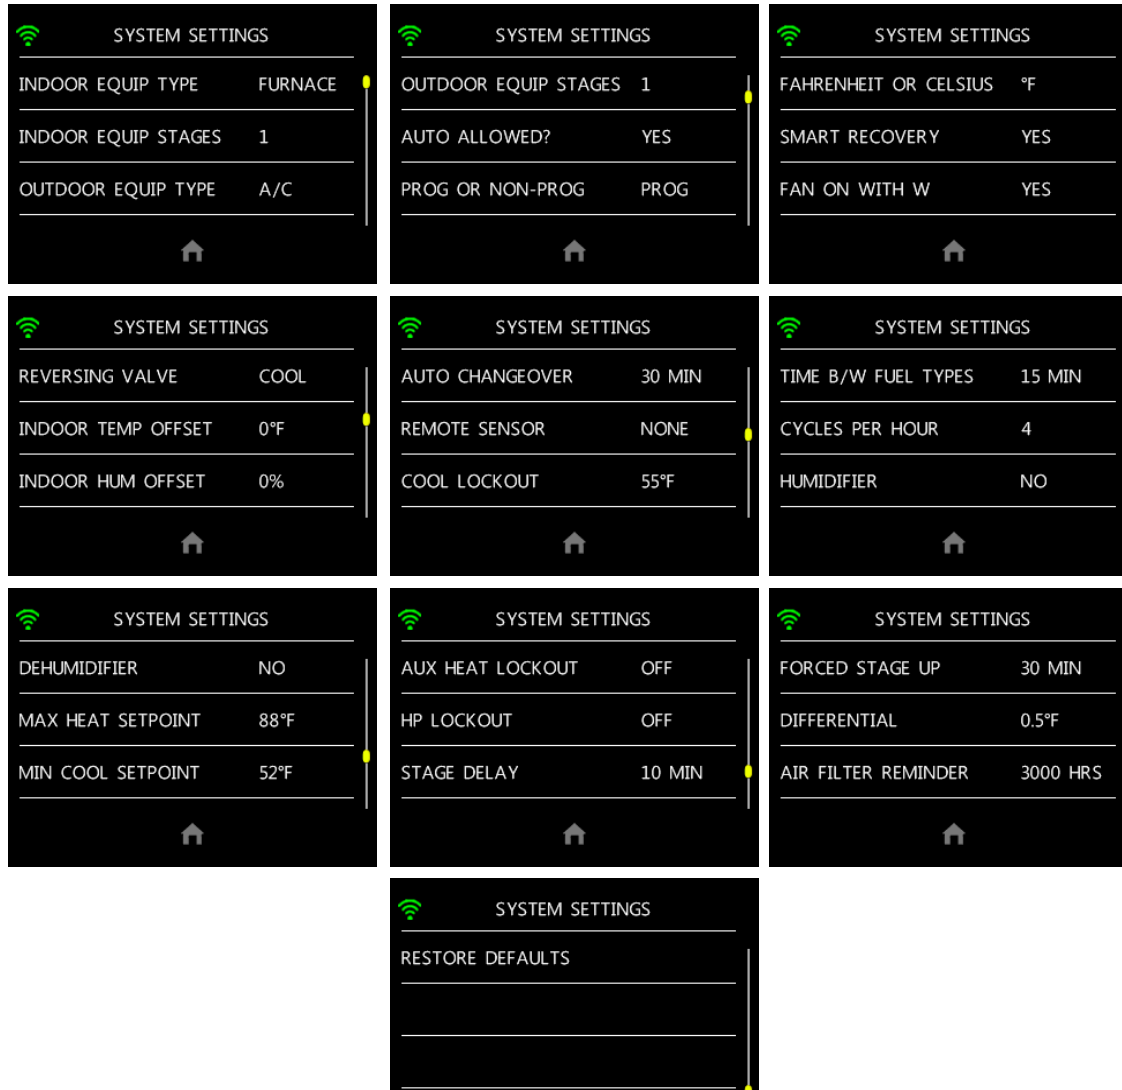 SYSTEM SETTINGS
INDOOR EQUIP TYPE FURNACE
INDOOR EQUIP STAGES 1
OUTDOOR EQUIP TYPE A/C
SYSTEM SETTINGS
OUTDOOR EQUIP STAGES 1
AUTO ALLOWED? YES
PROG OR NON-PROG PROG
SYSTEM SETTINGS
FAHRENHEIT OR CELSIUS °F
SMART RECOVERY YES
FAN ON WITH W YES
SYSTEM SETTINGS
REVERSING VALVE COOL
INDOOR TEMP OFFSET 0°F
INDOOR HUM OFFSET 0%
SYSTEM SETTINGS
AUTO CHANGEOVER 30 MIN
REMOTE SENSOR NONE
COOL LOCKOUT 55°F
SYSTEM SETTINGS
TIME B/W FUEL TYPES 15 MIN
CYCLES PER HOUR 4
HUMIDIFIER NO
SYSTEM SETTINGS
DEHUMIDIFIER NO
MAX HEAT SETPOINT 88°F
MIN COOL SETPOINT 52°F
SYSTEM SETTINGS
AUX HEAT LOCKOUT OFF
HP LOCKOUT OFF
STAGE DELAY 10 MIN
SYSTEM SETTINGS
FORCED STAGE UP 30 MIN
DIFFERENTIAL 0.5°F
AIR FILTER REMINDER 3000 HRS
SYSTEM SETTINGS
RESTORE DEFAULTS